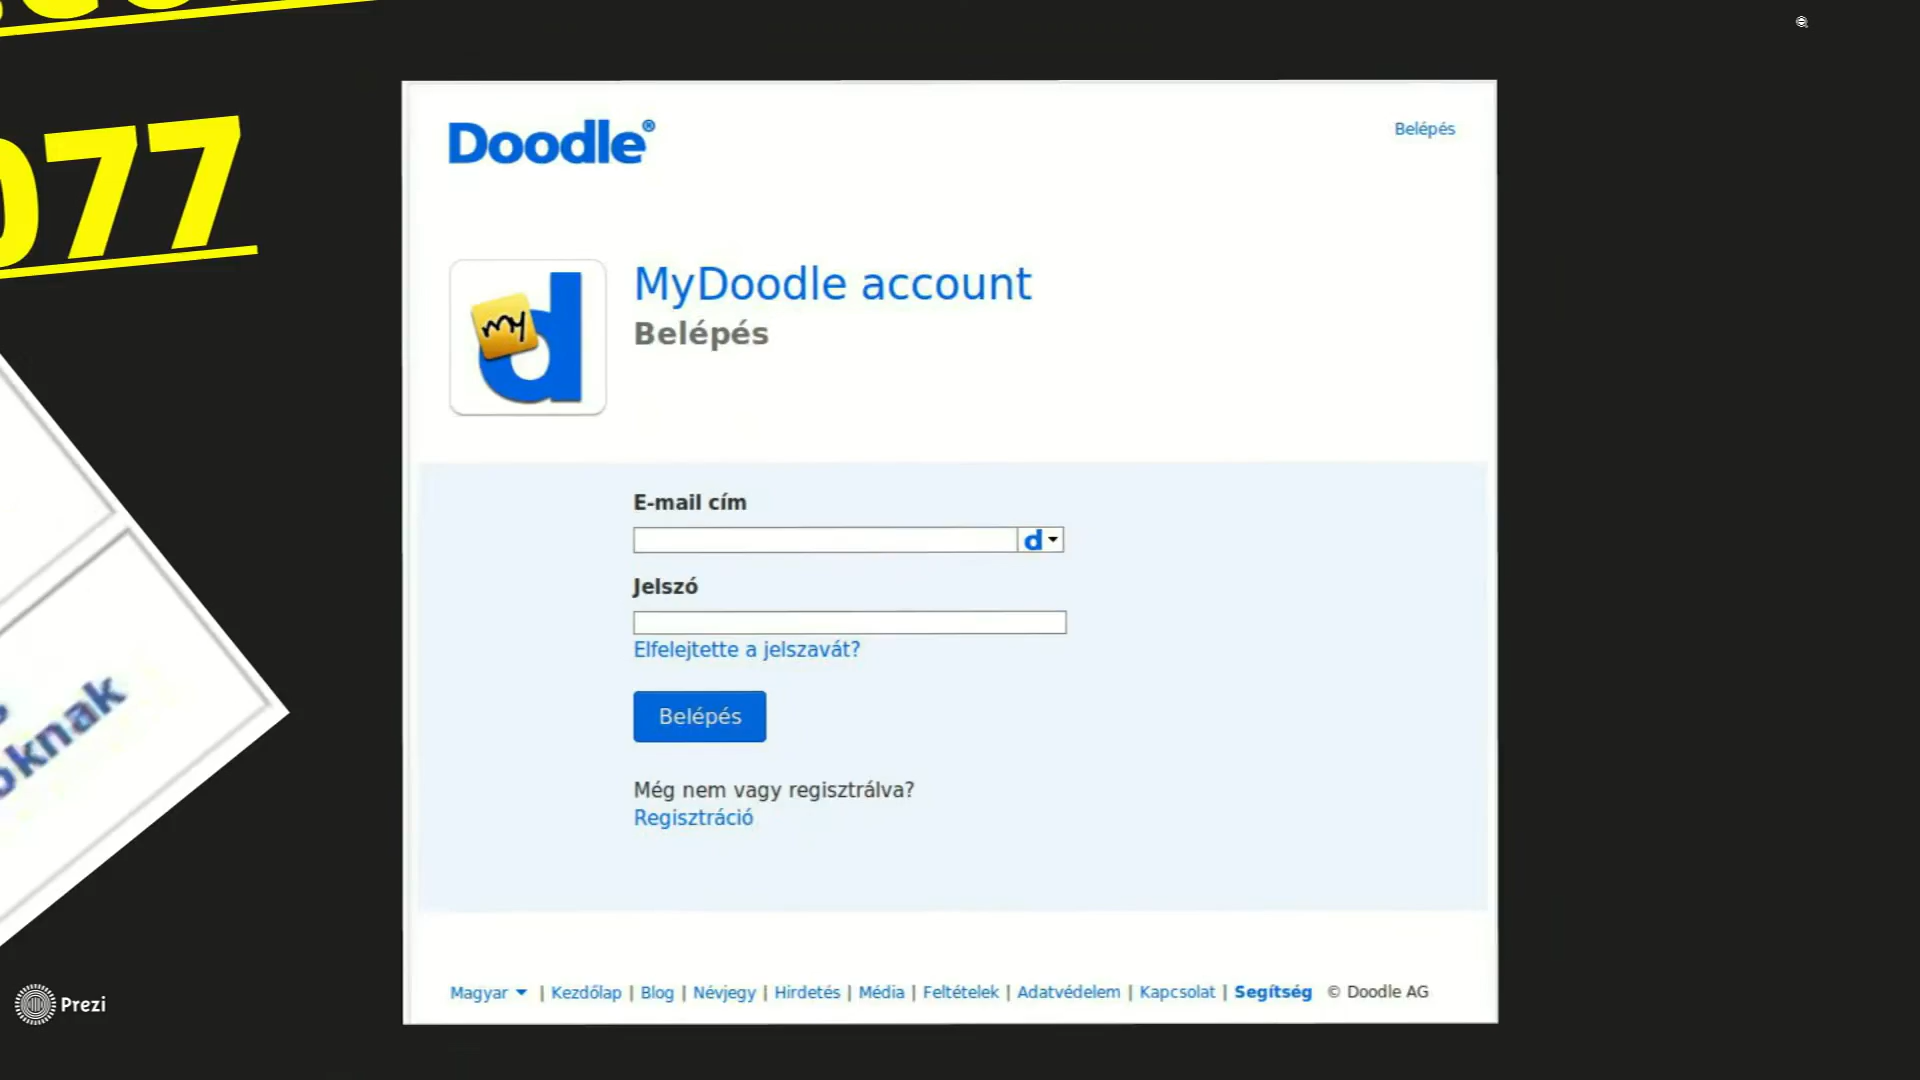 077
Doodle®
Belépés
my
MyDoodle account
Belépés
E-mail cím
d
Jelszó
Elfelejtette a jelszavát?
Belépés
Még nem vagy regisztrálva?
Regisztráció
Magyar | Kezdőlap | Blog | Névjegy | Hirdetés | Média | Feltételek | Adatvédelem | Kapcsolat | Segítség © Doodle AG
oknak
Prezi